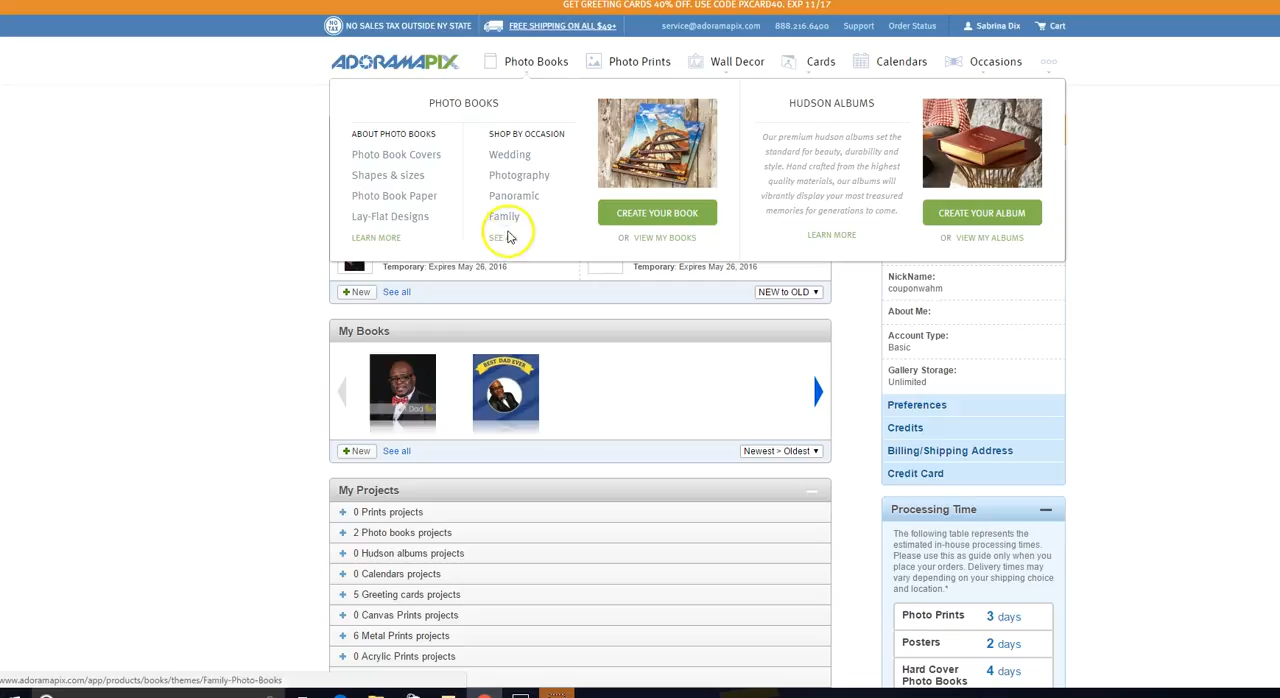 GET GREETING CARDS 40% OFF. USE CODE PXCARD40. EXP 11/17
NO TAX NO SALES TAX OUTSIDE NY STATE FREE SHIPPING ON ALL $49+ service@adoramapix.com 888.216.6400 Support Order Status Sabrina Dix Cart
ADORAMAPIX Photo Books Photo Prints Wall Decor Cards Calendars Occasions
PHOTO BOOKS
ABOUT PHOTO BOOKS
Photo Book Covers
Shapes & sizes
Photo Book Paper
Lay-Flat Designs
LEARN MORE
SHOP BY OCCASION
Wedding
Photography
Panoramic
Family
SEE
CREATE YOUR BOOK
OR VIEW MY BOOKS
HUDSON ALBUMS
Our premium hudson albums set the
standard for beauty, durability and
style. Hand crafted from the highest
quality materials, our albums will
vibrantly display your most treasured
memories for generations to come.
LEARN MORE
CREATE YOUR ALBUM
OR VIEW MY ALBUMS
Temporary: Expires May 26, 2016 Temporary: Expires May 26, 2016
New See all NEW to OLD
My Books
Dad
BEST DAD EVER
New See all Newest > Oldest
My Projects
0 Prints projects
2 Photo books projects
0 Hudson albums projects
0 Calendars projects
5 Greeting cards projects
0 Canvas Prints projects
6 Metal Prints projects
0 Acrylic Prints projects
NickName:
couponwahm
About Me:
Account Type:
Basic
Gallery Storage:
Unlimited
Preferences
Credits
Billing/Shipping Address
Credit Card
Processing Time
The following table represents the
estimated in-house processing times.
Please use this as guide only when you
place your orders. Delivery times may
vary depending on your shipping choice
and location.*
Photo Prints 3 days
Posters 2 days
Hard Cover
Photo Books 4 days
www.adoramapix.com/app/products/books/themes/Family-Photo-Books